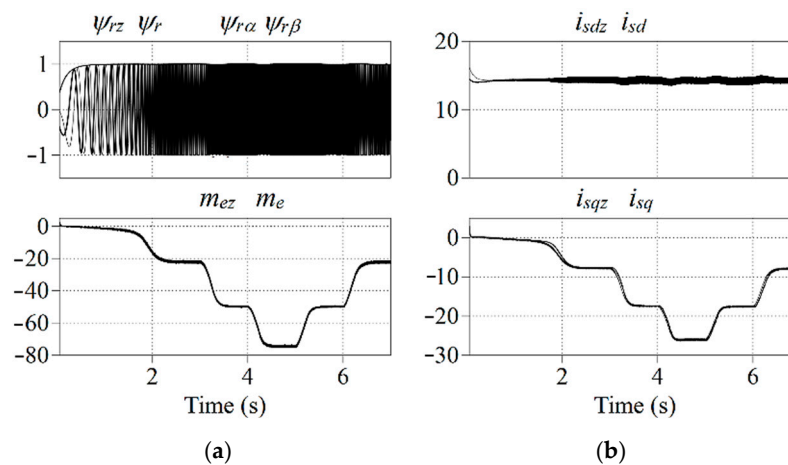 ψrz ψr ψrα ψrβ
1
0
-1
mez me
0
-20
-40
-60
-80
2 4 6
Time (s)
(a)
isdz isd
20
10
0
isqz isq
0
-10
-20
-30
2 4 6
Time (s)
(b)